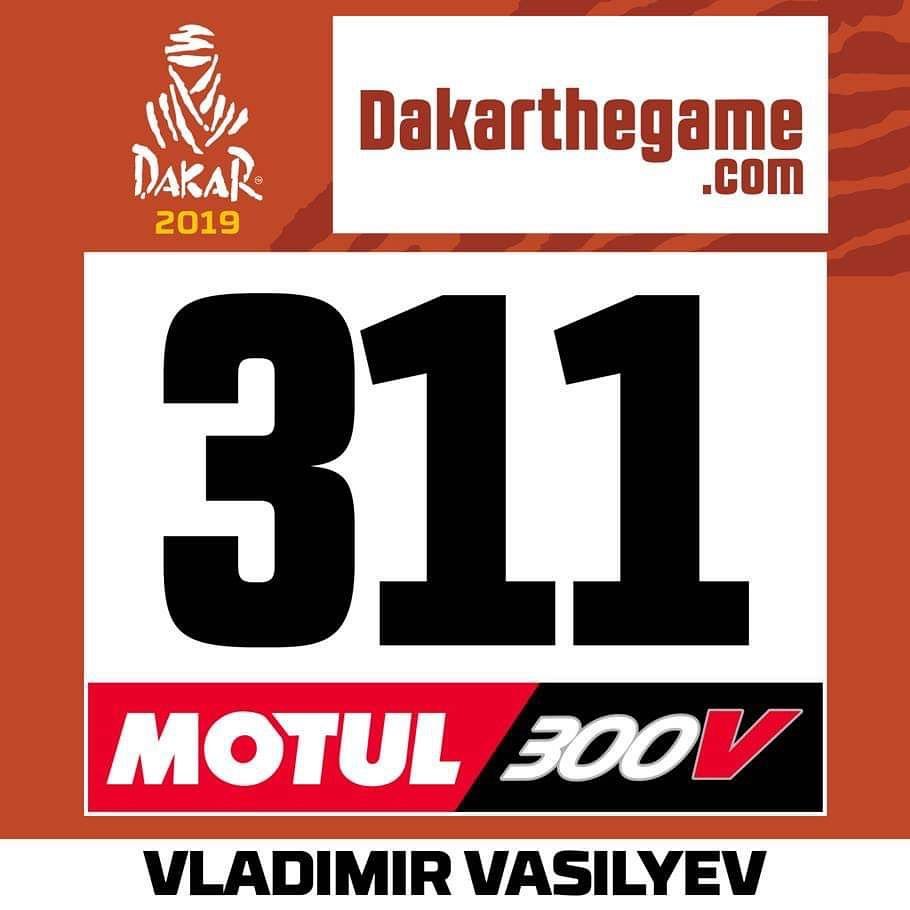 DAKAR
2019
Dakarthegame
.com
311
MOTUL 300V
VLADIMIR VASILYEV